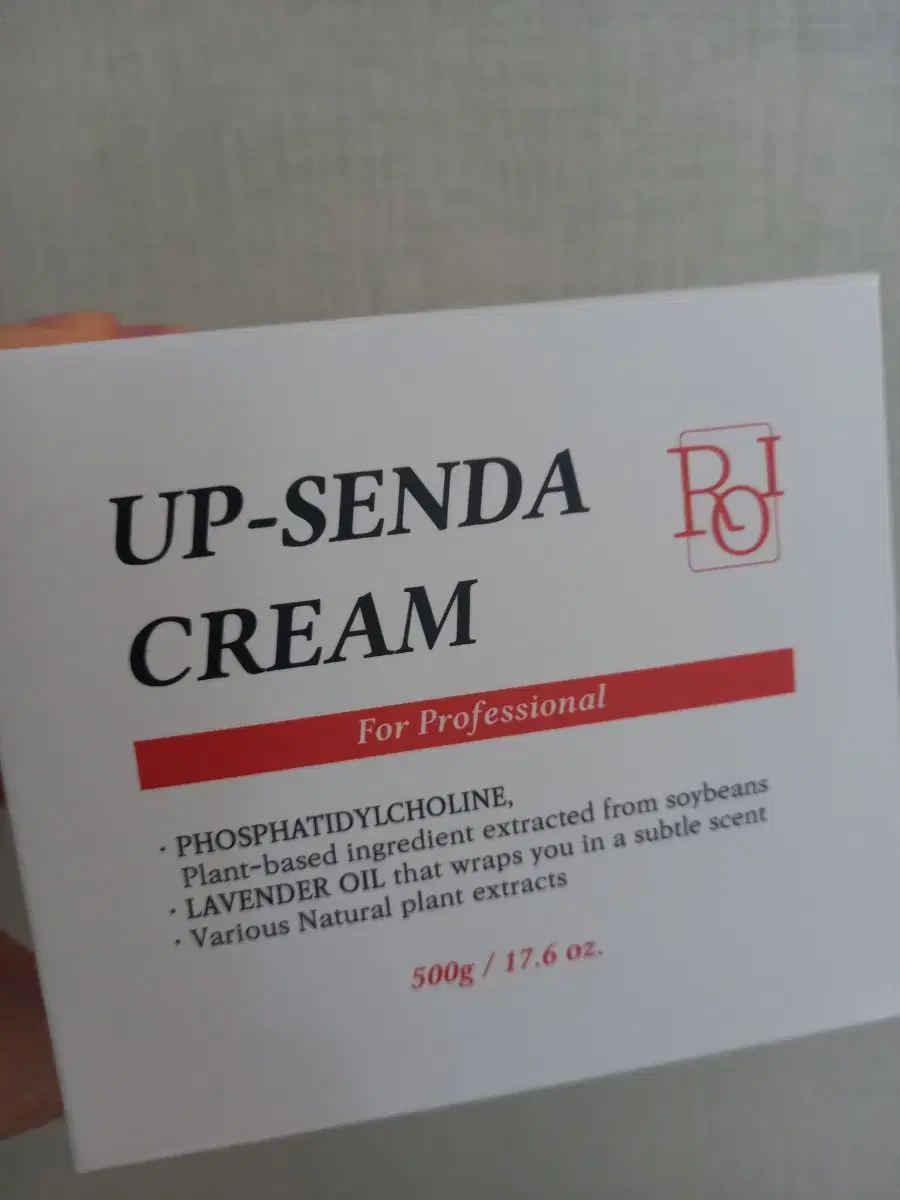 UP-SENDA
CREAM
ROI
For Professional
· PHOSPHATIDYLCHOLINE,
Plant-based ingredient extracted from soybeans
· LAVENDER OIL that wraps you in a subtle scent
· Various Natural plant extracts
500g / 17.6 oz.